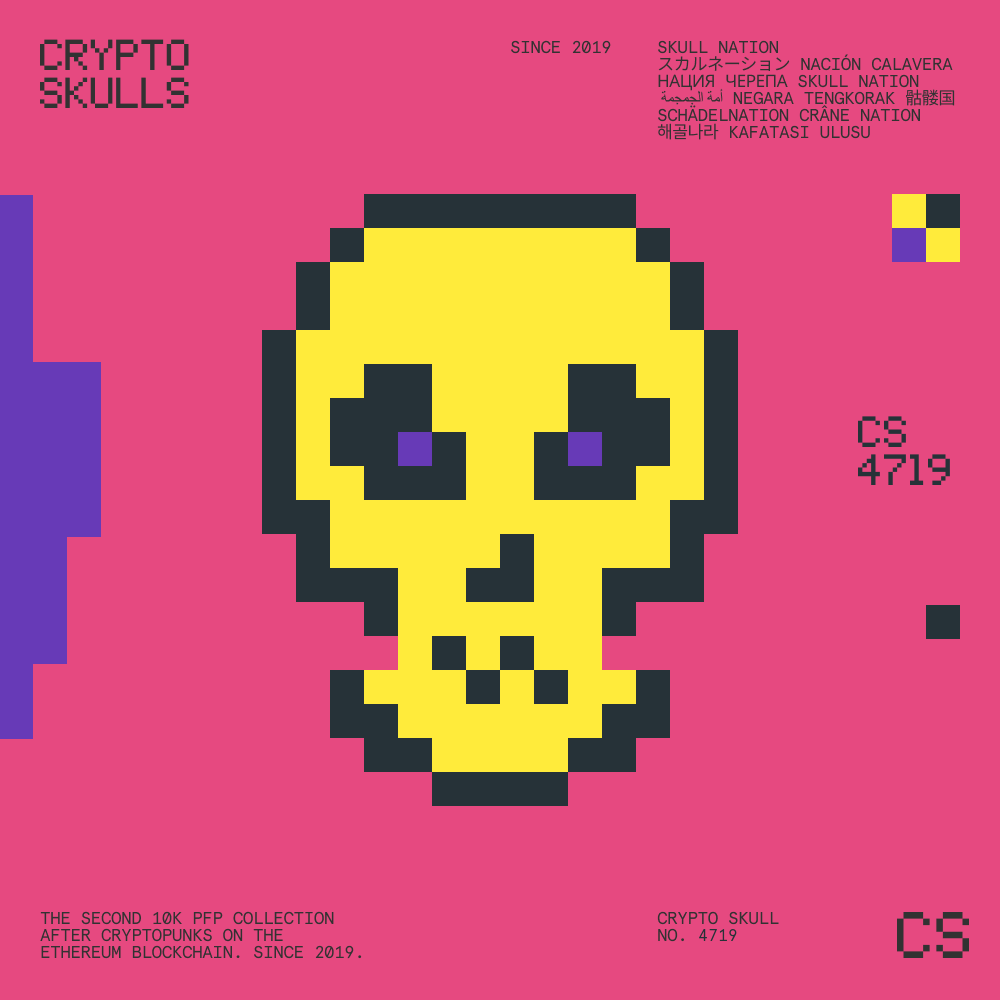 CRYPTO
SKULLS
SINCE 2019
SKULL NATION
スカルネーション NACIÓN CALAVERA
НАЦИЯ ЧЕРЕПА SKULL NATION
أمة الجمجمة NEGARA TENGKORAK 骷髅国
SCHÄDELNATION CRÂNE NATION
해골나라 KAFATASI ULUSU
CS
4719
THE SECOND 10K PFP COLLECTION
AFTER CRYPTOPUNKS ON THE
ETHEREUM BLOCKCHAIN. SINCE 2019.
CRYPTO SKULL
NO. 4719
CS